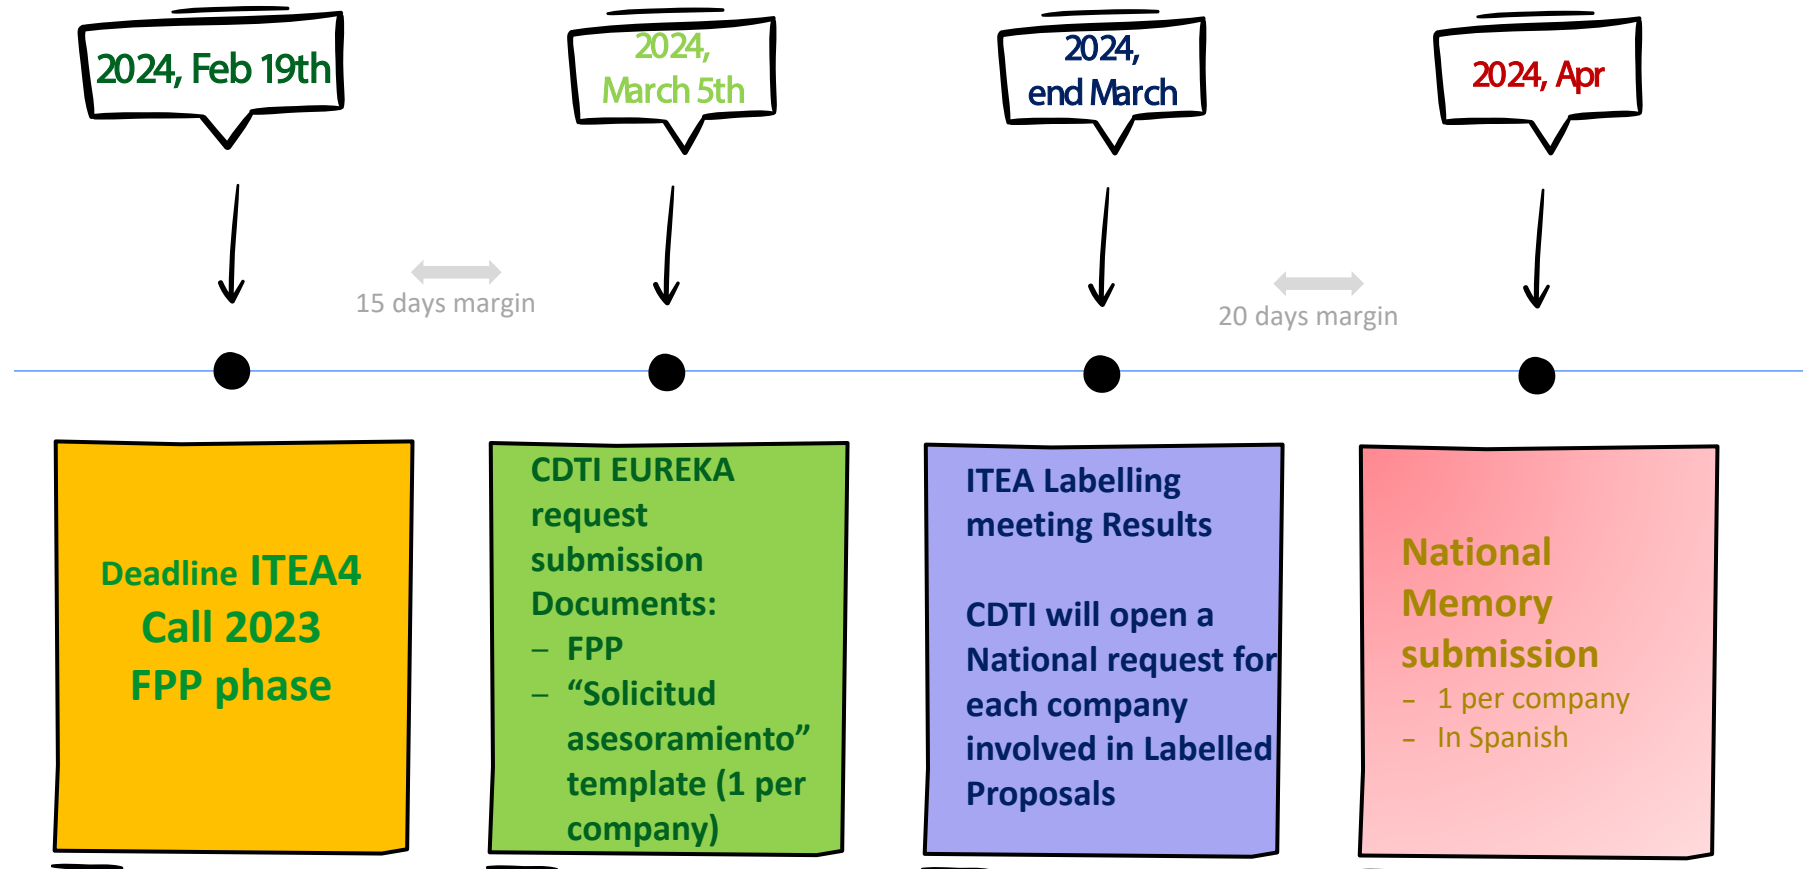 2024, Feb 19th
2024,
March 5th
2024,
end March
2024, Apr
15 days margin
20 days margin
Deadline ITEA4
Call 2023
FPP phase
CDTI EUREKA
request
submission
Documents:
– FPP
– “Solicitud
asesoramiento”
template (1 per
company)
ITEA Labelling
meeting Results
CDTI will open a
National request for
each company
involved in Labelled
Proposals
National
Memory
submission
– 1 per company
– In Spanish